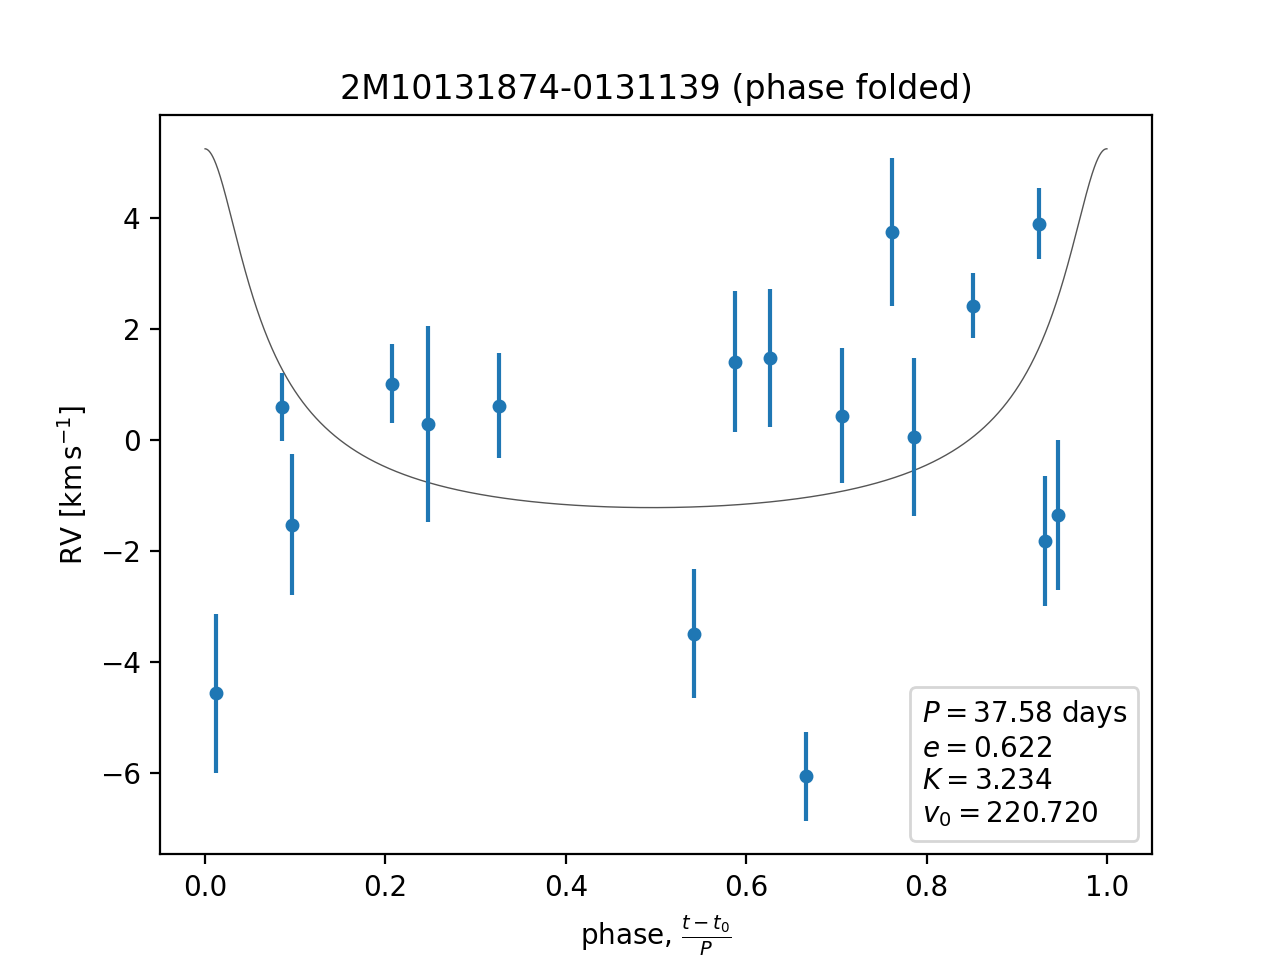 2M10131874-0131139 (phase folded)
RV [km s⁻¹]
4
2
0
−2
−4
−6
P = 37.58 days
e = 0.622
K = 3.234
v₀ = 220.720
0.0 0.2 0.4 0.6 0.8 1.0
phase, (t − t₀)/P